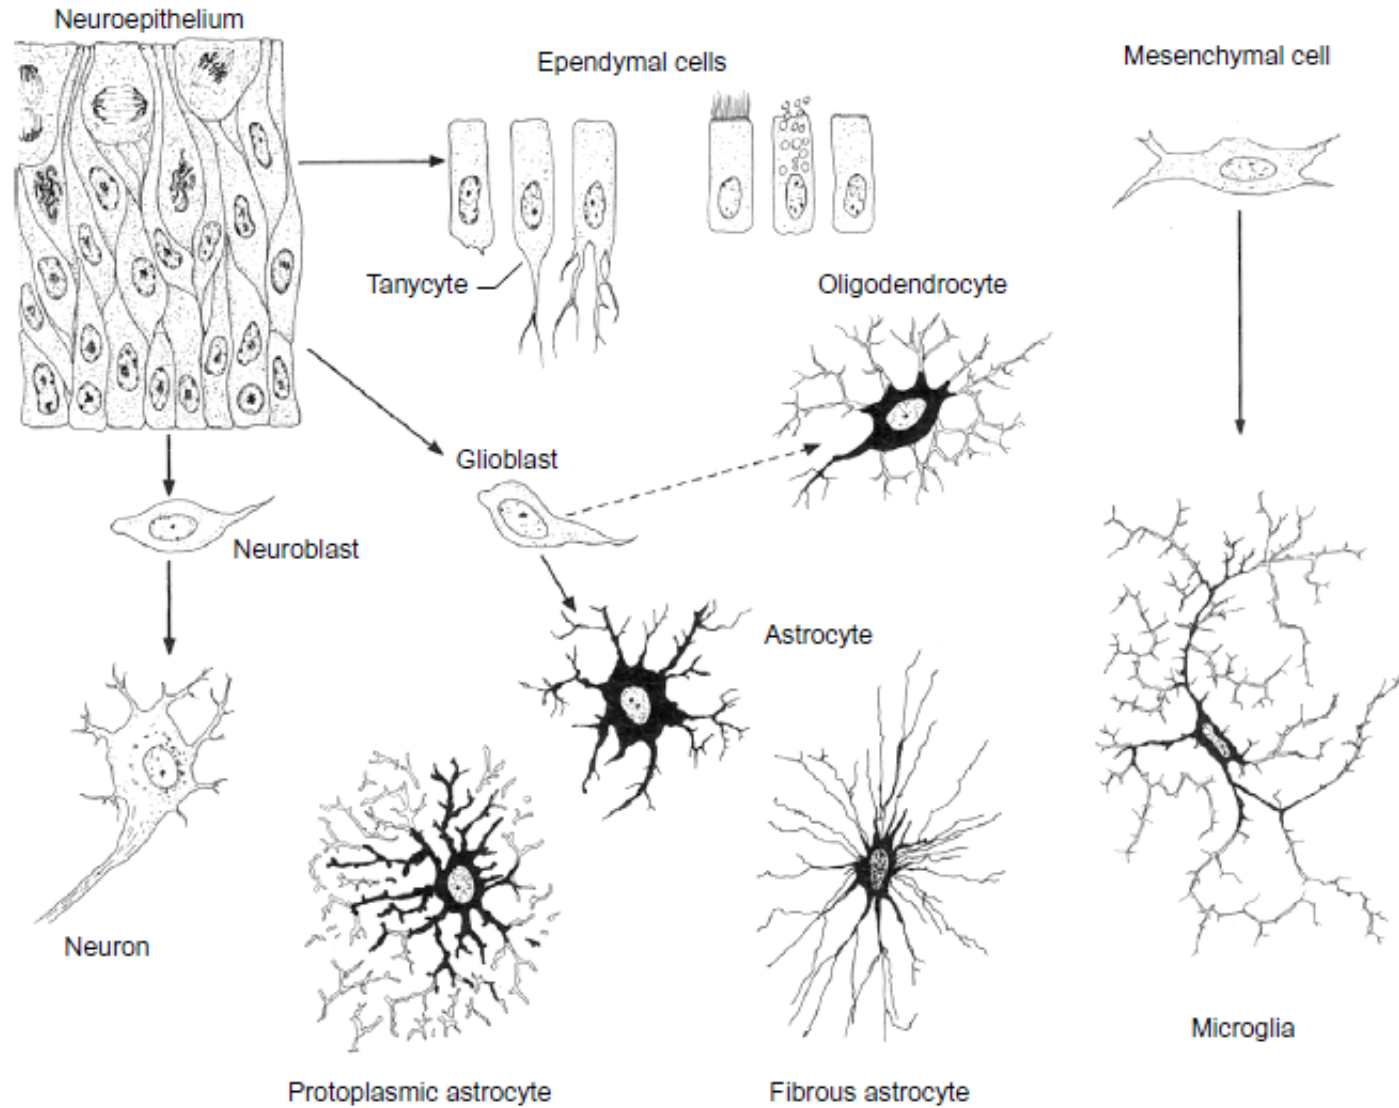 Neuroepithelium
Ependymal cells
Mesenchymal cell
Tanycyte
Oligodendrocyte
Glioblast
Neuroblast
Astrocyte
Neuron
Microglia
Protoplasmic astrocyte
Fibrous astrocyte